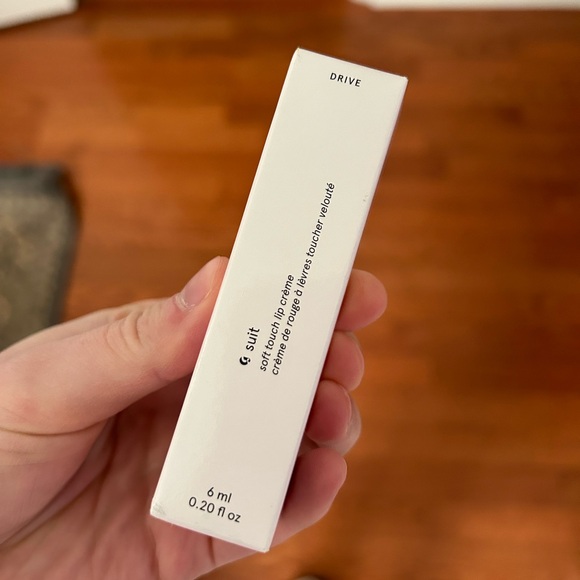 DRIVE
suit
soft touch lip crème
crème de rouge à lèvres toucher velouté
6 ml
0.20 fl oz